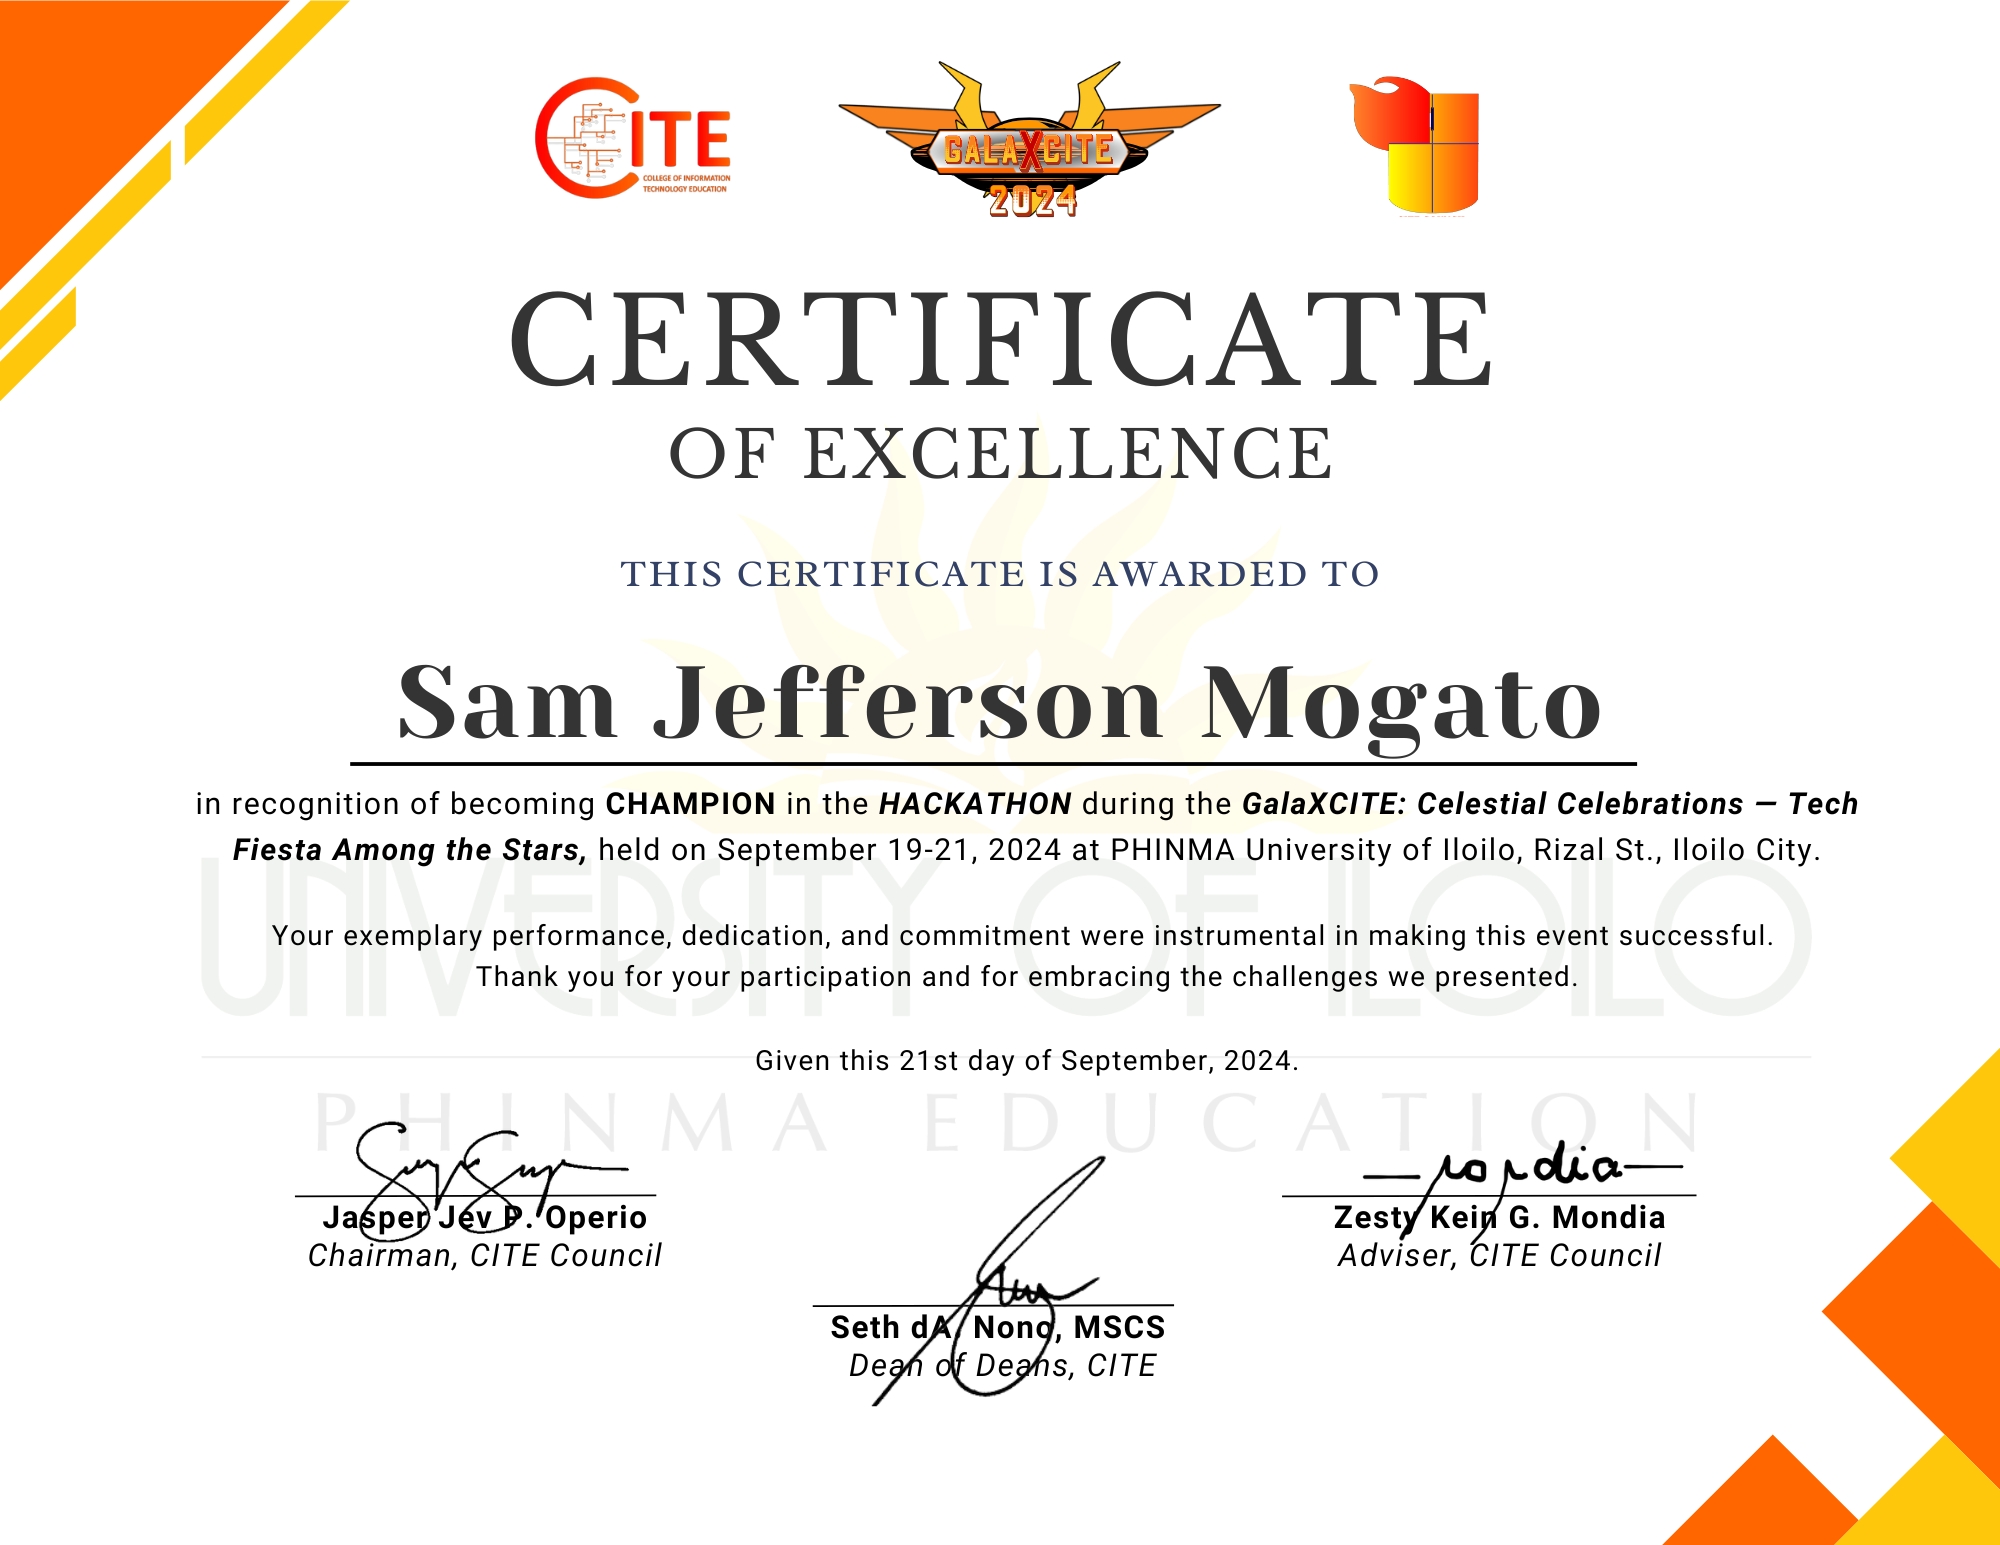 CITE
COLLEGE OF INFORMATION
TECHNOLOGY EDUCATION
GALAXCITE
2024
CERTIFICATE
OF EXCELLENCE
THIS CERTIFICATE IS AWARDED TO
Sam Jefferson Mogato
in recognition of becoming CHAMPION in the HACKATHON during the GalaXCITE: Celestial Celebrations — Tech
Fiesta Among the Stars, held on September 19-21, 2024 at PHINMA University of Iloilo, Rizal St., Iloilo City.
UNIVERSITY OF ILOILO
Your exemplary performance, dedication, and commitment were instrumental in making this event successful.
Thank you for your participation and for embracing the challenges we presented.
Given this 21st day of September, 2024.
PHINMA EDUCATION
Jasper Jev P. Operio
Chairman, CITE Council
Zesty Kein G. Mondia
Adviser, CITE Council
Seth dA. Nono, MSCS
Dean of Deans, CITE